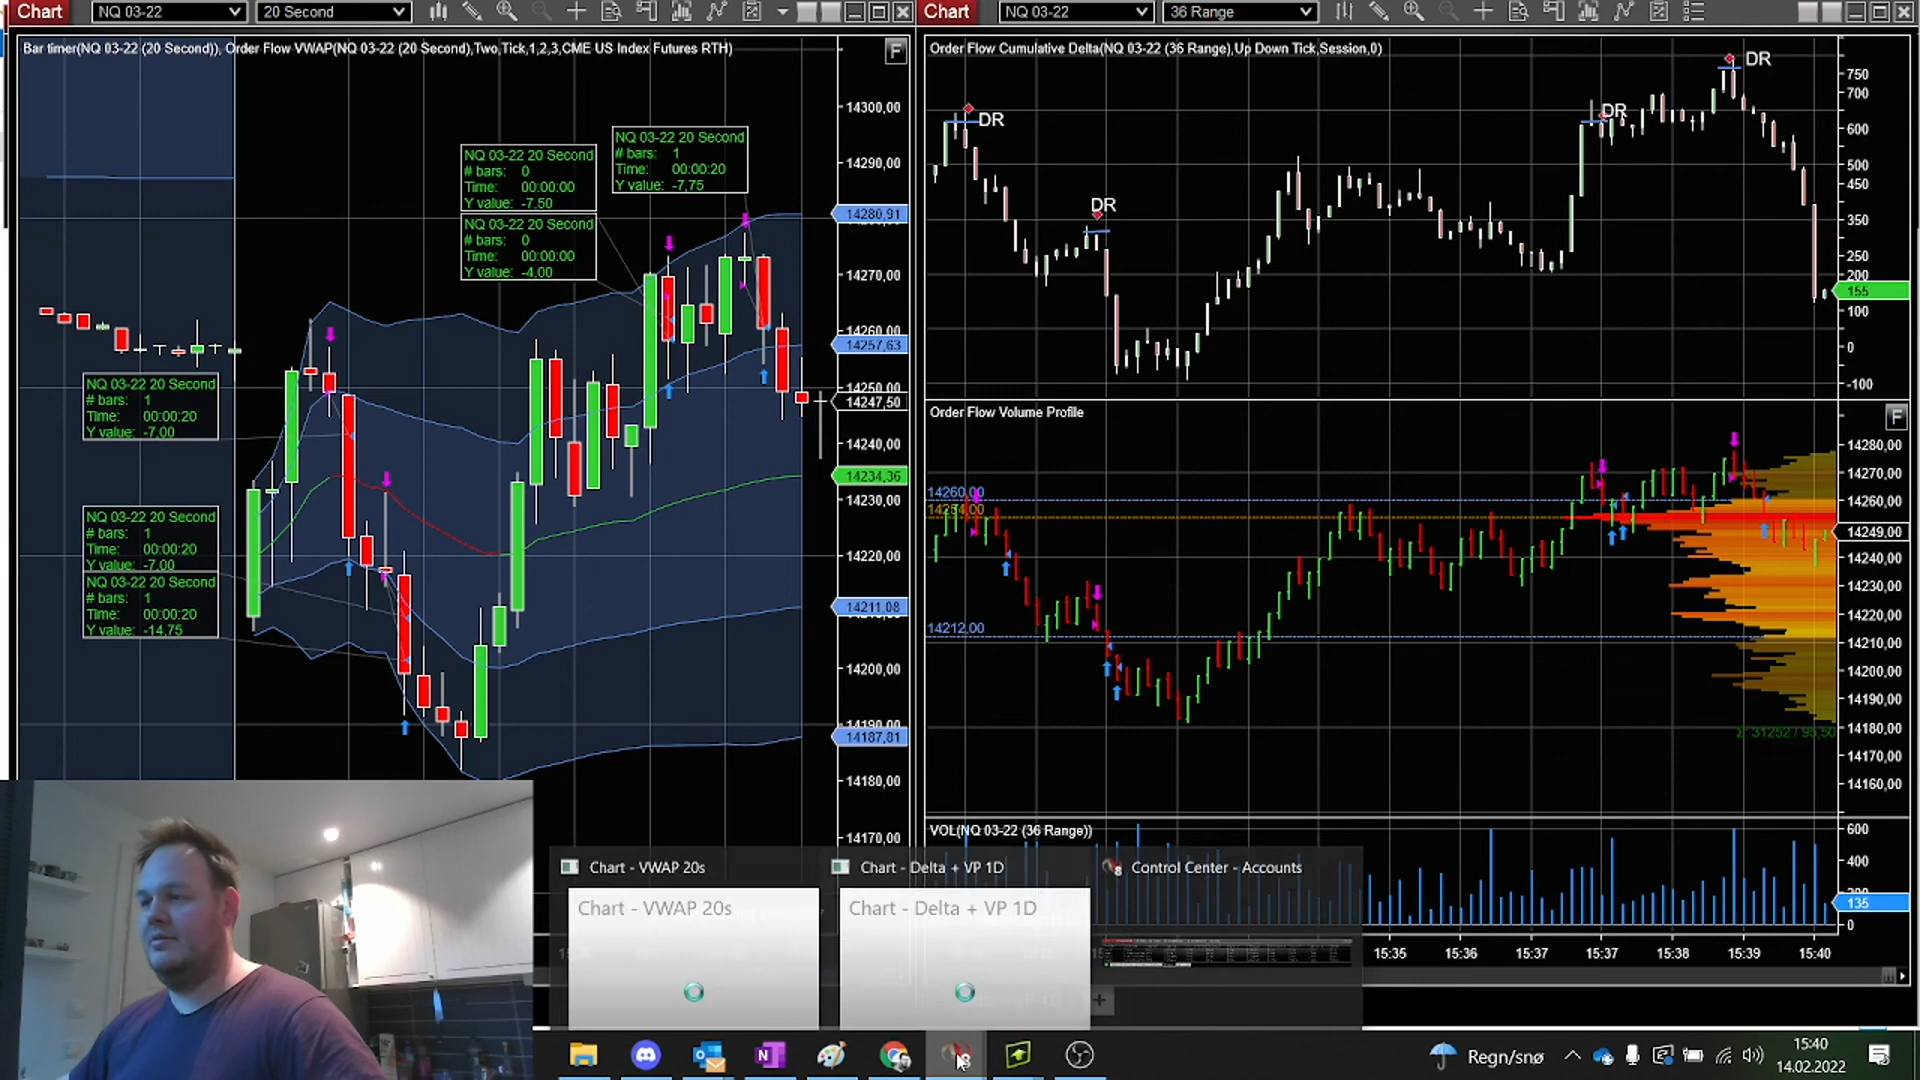 Chart
NQ 03-22
20 Second
Chart
NQ 03-22
36 Range
Bar timer(NQ 03-22 (20 Second)), Order Flow VWAP(NQ 03-22 (20 Second),Two,Tick,1,2,3,CME US Index Futures RTH)
F
14300,00
14290,00
14280,91
14270,00
14260,00
14257,63
14250,00
14247,50
14240,00
14234,36
14230,00
14220,00
14211,08
14200,00
14190,00
14187,81
14180,00
14170,00
NQ 03-22 20 Second
# bars: 1
Time: 00:00:20
Y value: -7,75
NQ 03-22 20 Second
# bars: 0
Time: 00:00:00
Y value: -7,50
NQ 03-22 20 Second
# bars: 0
Time: 00:00:00
Y value: -4,00
NQ 03-22 20 Second
# bars: 1
Time: 00:00:20
Y value: -7,00
NQ 03-22 20 Second
# bars: 1
Time: 00:00:20
Y value: -7,00
NQ 03-22 20 Second
# bars: 1
Time: 00:00:20
Y value: -14,75
Order Flow Cumulative Delta(NQ 03-22 (36 Range),Up Down Tick,Session,0)
DR
DR
DR
DR
750
700
600
500
450
350
250
200
155
100
0
-100
Order Flow Volume Profile
F
14260,00
14254,00
14212,00
14280,00
14270,00
14260,00
14249,00
14240,00
14230,00
14220,00
14210,00
14200,00
14190,00
14180,00
14170,00
14160,00
Σ: 31252 / 95,50
VOL(NQ 03-22 (36 Range))
600
400
200
135
0
15:35
15:36
15:37
15:37
15:38
15:39
15:40
Chart - VWAP 20s
Chart - Delta + VP 1D
Control Center - Accounts
Chart - VWAP 20s
Chart - Delta + VP 1D
Regn/snø
15:40
14.02.2022